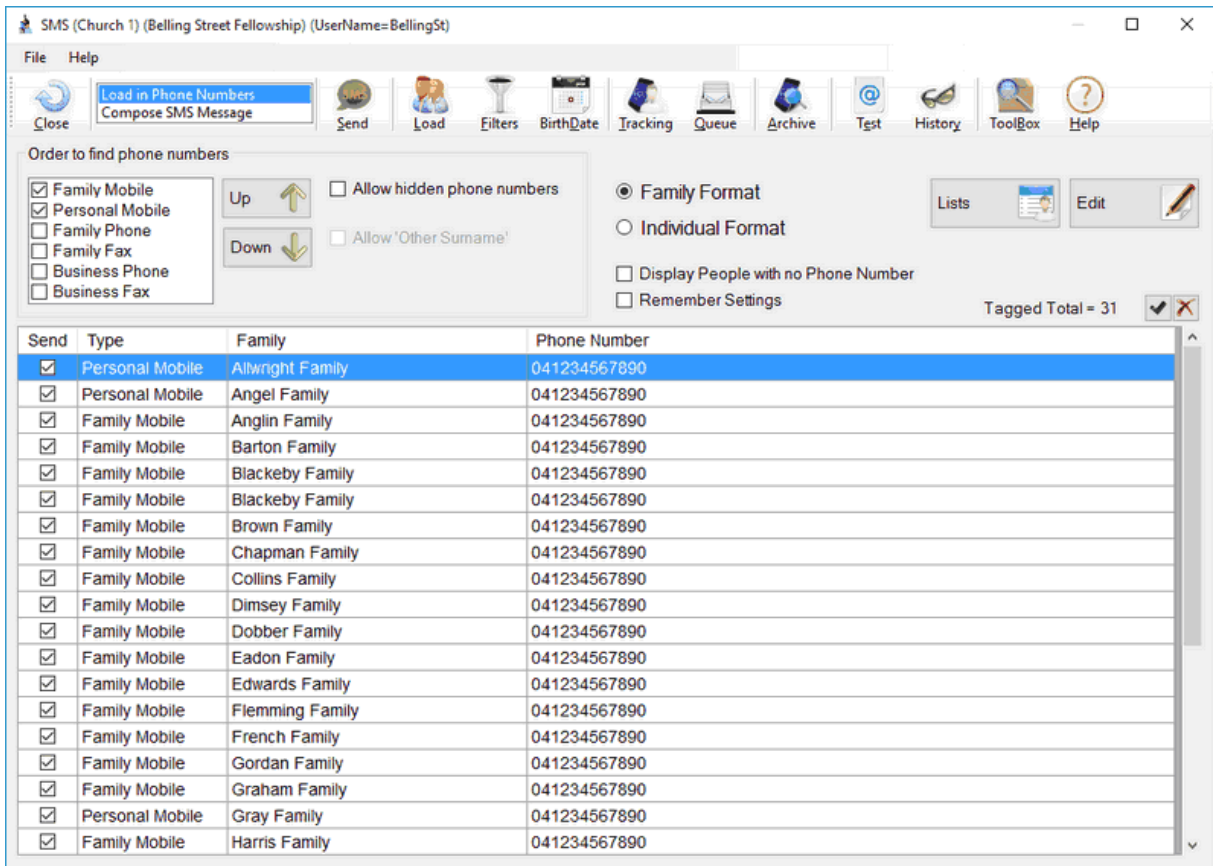 SMS (Church 1) (Belling Street Fellowship) (UserName=BellingSt)
File Help
Load in Phone Numbers
Compose SMS Message
Close Send Load Filters BirthDate Tracking Queue Archive Test History ToolBox Help
Order to find phone numbers
Family Mobile
Personal Mobile
Family Phone
Family Fax
Business Phone
Business Fax
Up
Down
Allow hidden phone numbers
Allow 'Other Surname'
Family Format
Individual Format
Display People with no Phone Number
Remember Settings
Lists
Edit
Tagged Total = 31
Send Type Family Phone Number
Personal Mobile Allwright Family 041234567890
Personal Mobile Angel Family 041234567890
Family Mobile Anglin Family 041234567890
Family Mobile Barton Family 041234567890
Family Mobile Blackeby Family 041234567890
Family Mobile Blackeby Family 041234567890
Family Mobile Brown Family 041234567890
Family Mobile Chapman Family 041234567890
Family Mobile Collins Family 041234567890
Family Mobile Dimsey Family 041234567890
Family Mobile Dobber Family 041234567890
Family Mobile Eadon Family 041234567890
Family Mobile Edwards Family 041234567890
Family Mobile Flemming Family 041234567890
Family Mobile French Family 041234567890
Family Mobile Gordan Family 041234567890
Family Mobile Graham Family 041234567890
Personal Mobile Gray Family 041234567890
Family Mobile Harris Family 041234567890